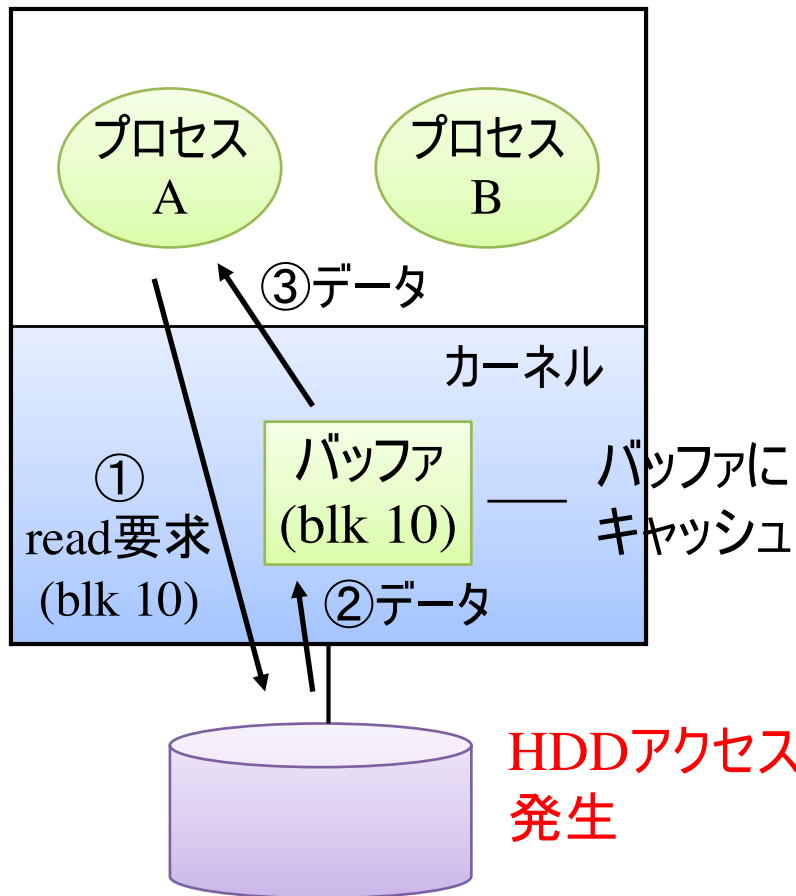 プロセス
A
プロセス
B
③データ
カーネル
バッファ
(blk 10)
バッファに
キャッシュ
①
read要求
(blk 10)
②データ
HDDアクセス
発生